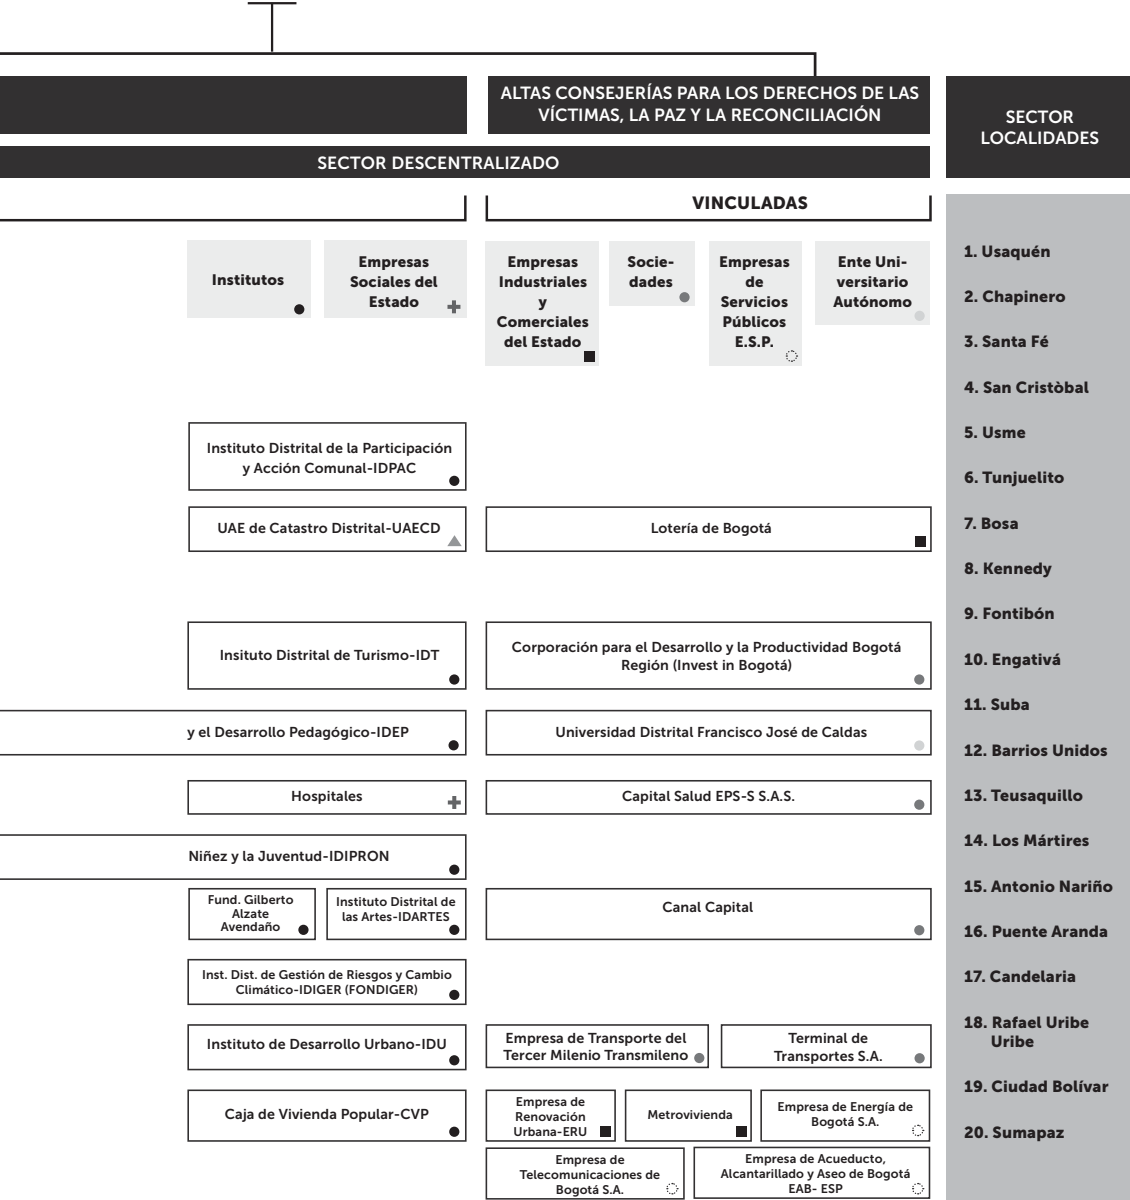 ALTAS CONSEJERÍAS PARA LOS DERECHOS DE LAS
VÍCTIMAS, LA PAZ Y LA RECONCILIACIÓN
SECTOR
LOCALIDADES
SECTOR DESCENTRALIZADO
VINCULADAS
Institutos
Empresas
Sociales del
Estado
Empresas
Industriales
y
Comerciales
del Estado
Socie-
dades
Empresas
de
Servicios
Públicos
E.S.P.
Ente Uni-
versitario
Autónomo
Instituto Distrital de la Participación
y Acción Comunal-IDPAC
UAE de Catastro Distrital-UAECD
Lotería de Bogotá
Insituto Distrital de Turismo-IDT
Corporación para el Desarrollo y la Productividad Bogotá
Región (Invest in Bogotá)
y el Desarrollo Pedagógico-IDEP
Universidad Distrital Francisco José de Caldas
Hospitales
Capital Salud EPS-S S.A.S.
Niñez y la Juventud-IDIPRON
Fund. Gilberto
Alzate
Avendaño
Instituto Distrital de
las Artes-IDARTES
Canal Capital
Inst. Dist. de Gestión de Riesgos y Cambio
Climático-IDIGER (FONDIGER)
Instituto de Desarrollo Urbano-IDU
Empresa de Transporte del
Tercer Milenio Transmileno
Terminal de
Transportes S.A.
Caja de Vivienda Popular-CVP
Empresa de
Renovación
Urbana-ERU
Metrovivienda
Empresa de Energía de
Bogotá S.A.
Empresa de
Telecomunicaciones de
Bogotá S.A.
Empresa de Acueducto,
Alcantarillado y Aseo de Bogotá
EAB- ESP
1. Usaquén
2. Chapinero
3. Santa Fé
4. San Cristòbal
5. Usme
6. Tunjuelito
7. Bosa
8. Kennedy
9. Fontibón
10. Engativá
11. Suba
12. Barrios Unidos
13. Teusaquillo
14. Los Mártires
15. Antonio Nariño
16. Puente Aranda
17. Candelaria
18. Rafael Uribe
Uribe
19. Ciudad Bolívar
20. Sumapaz